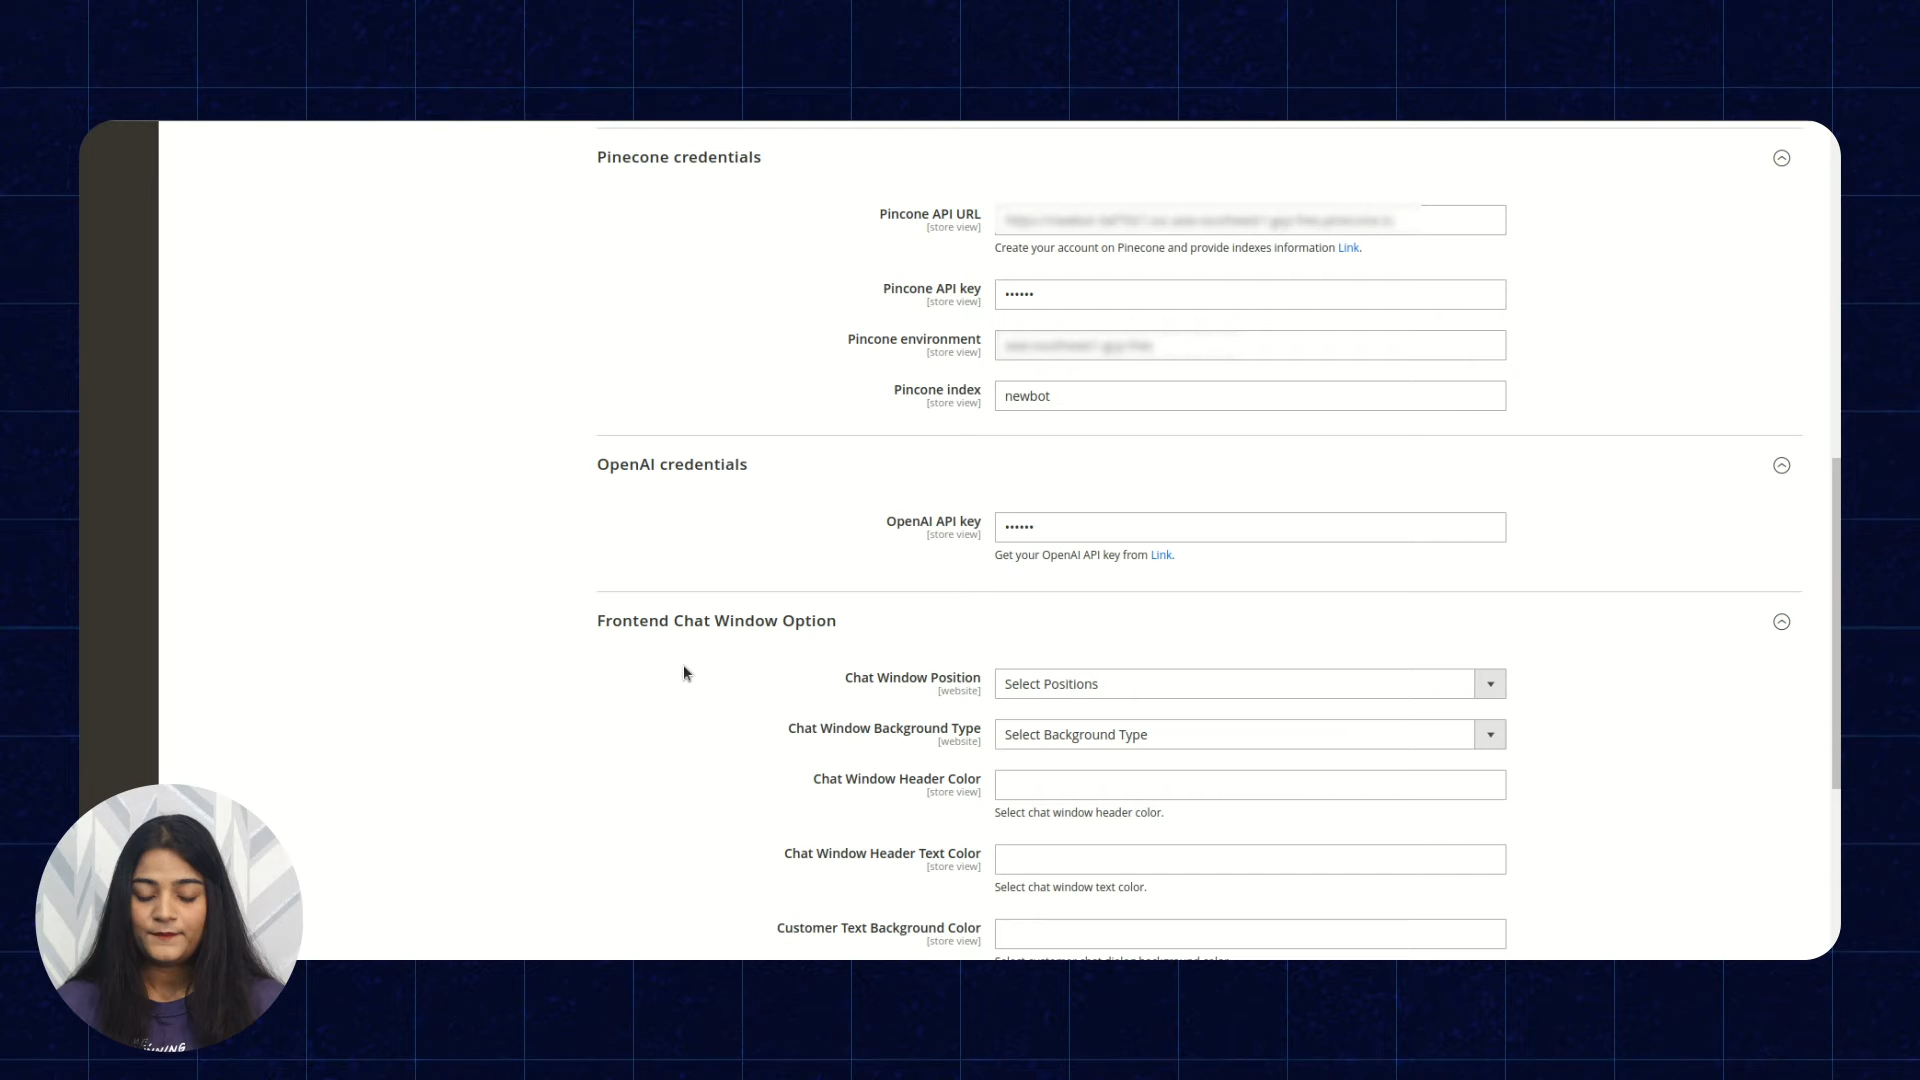 Pinecone credentials
Pincone API URL
[store view]
Create your account on Pinecone and provide indexes information Link.
Pincone API key
[store view]
••••••
Pincone environment
[store view]
Pincone index
[store view]
newbot
OpenAI credentials
OpenAI API key
[store view]
••••••
Get your OpenAI API key from Link.
Frontend Chat Window Option
Chat Window Position
[website]
Select Positions
Chat Window Background Type
[website]
Select Background Type
Chat Window Header Color
[store view]
Select chat window header color.
Chat Window Header Text Color
[store view]
Select chat window text color.
Customer Text Background Color
[store view]